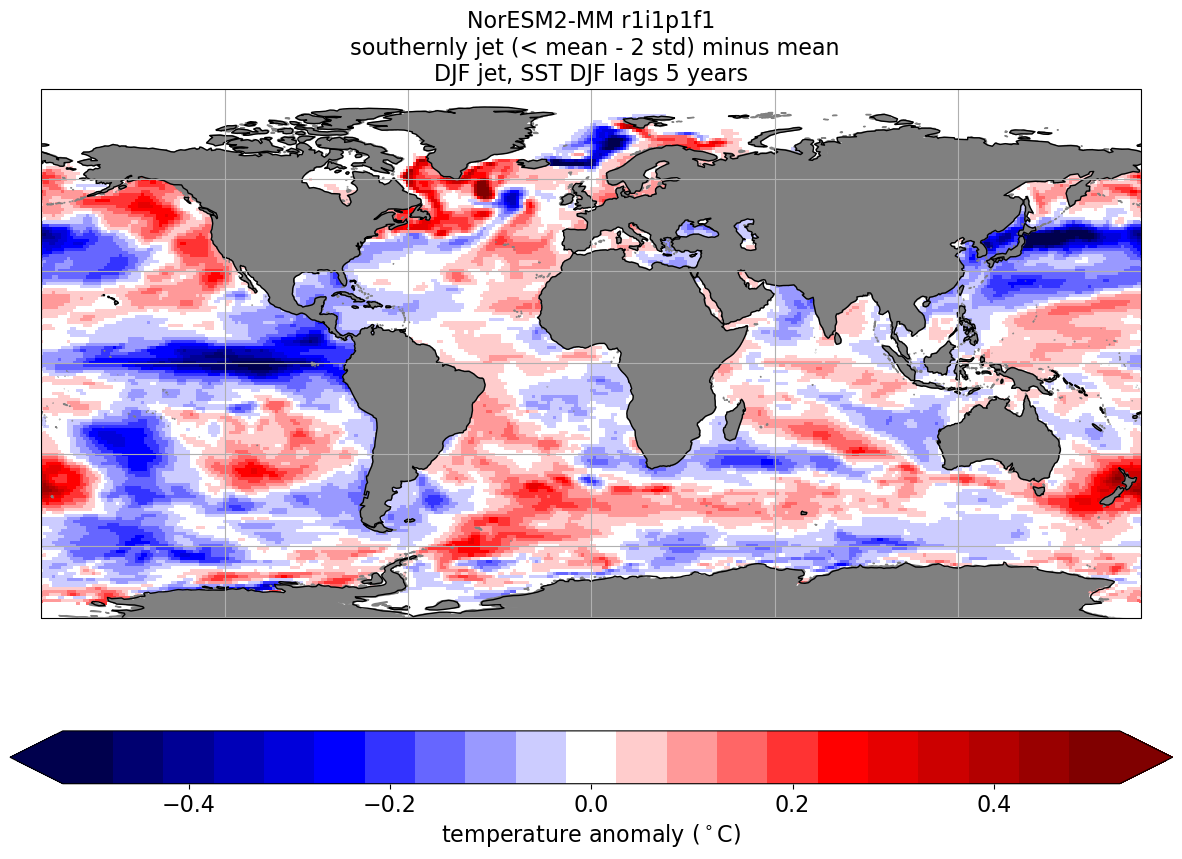 NorESM2-MM r1i1p1f1
southernly jet (< mean - 2 std) minus mean
DJF jet, SST DJF lags 5 years
−0.4 −0.2 0.0 0.2 0.4
temperature anomaly (°C)